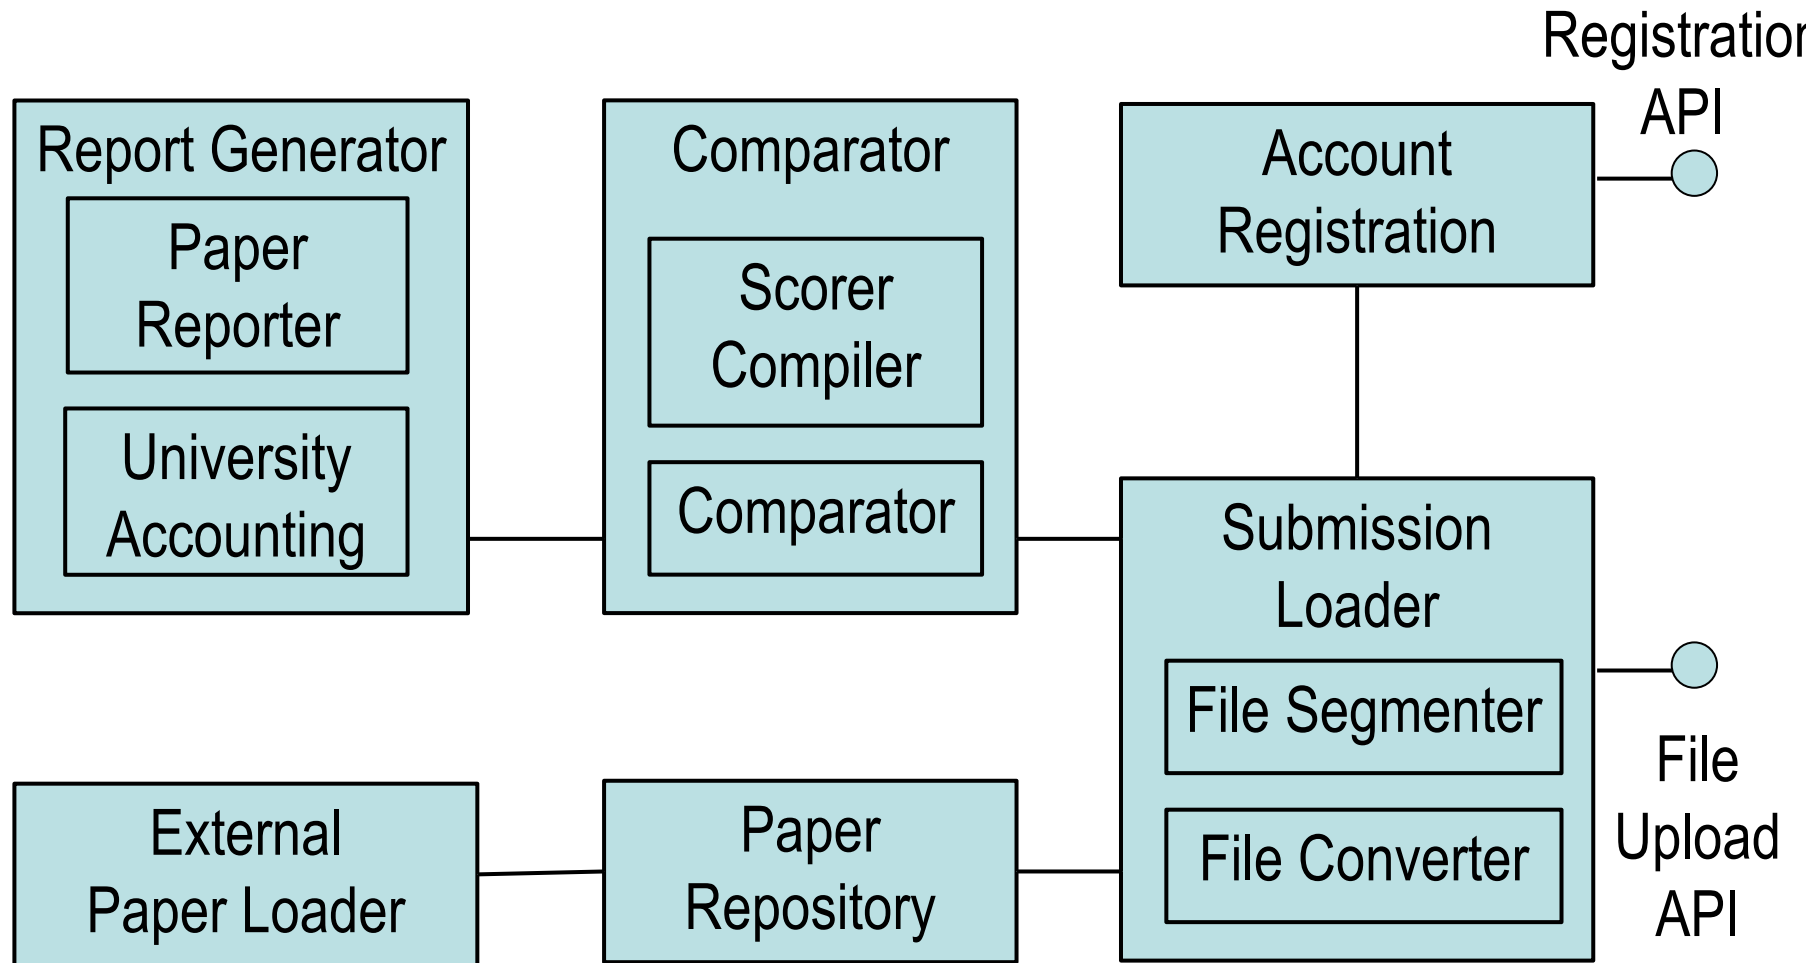 Registration
API
Report Generator
Paper
Reporter
University
Accounting
Comparator
Scorer
Compiler
Comparator
Account
Registration
Submission
Loader
File Segmenter
File Converter
File
Upload
API
External
Paper Loader
Paper
Repository